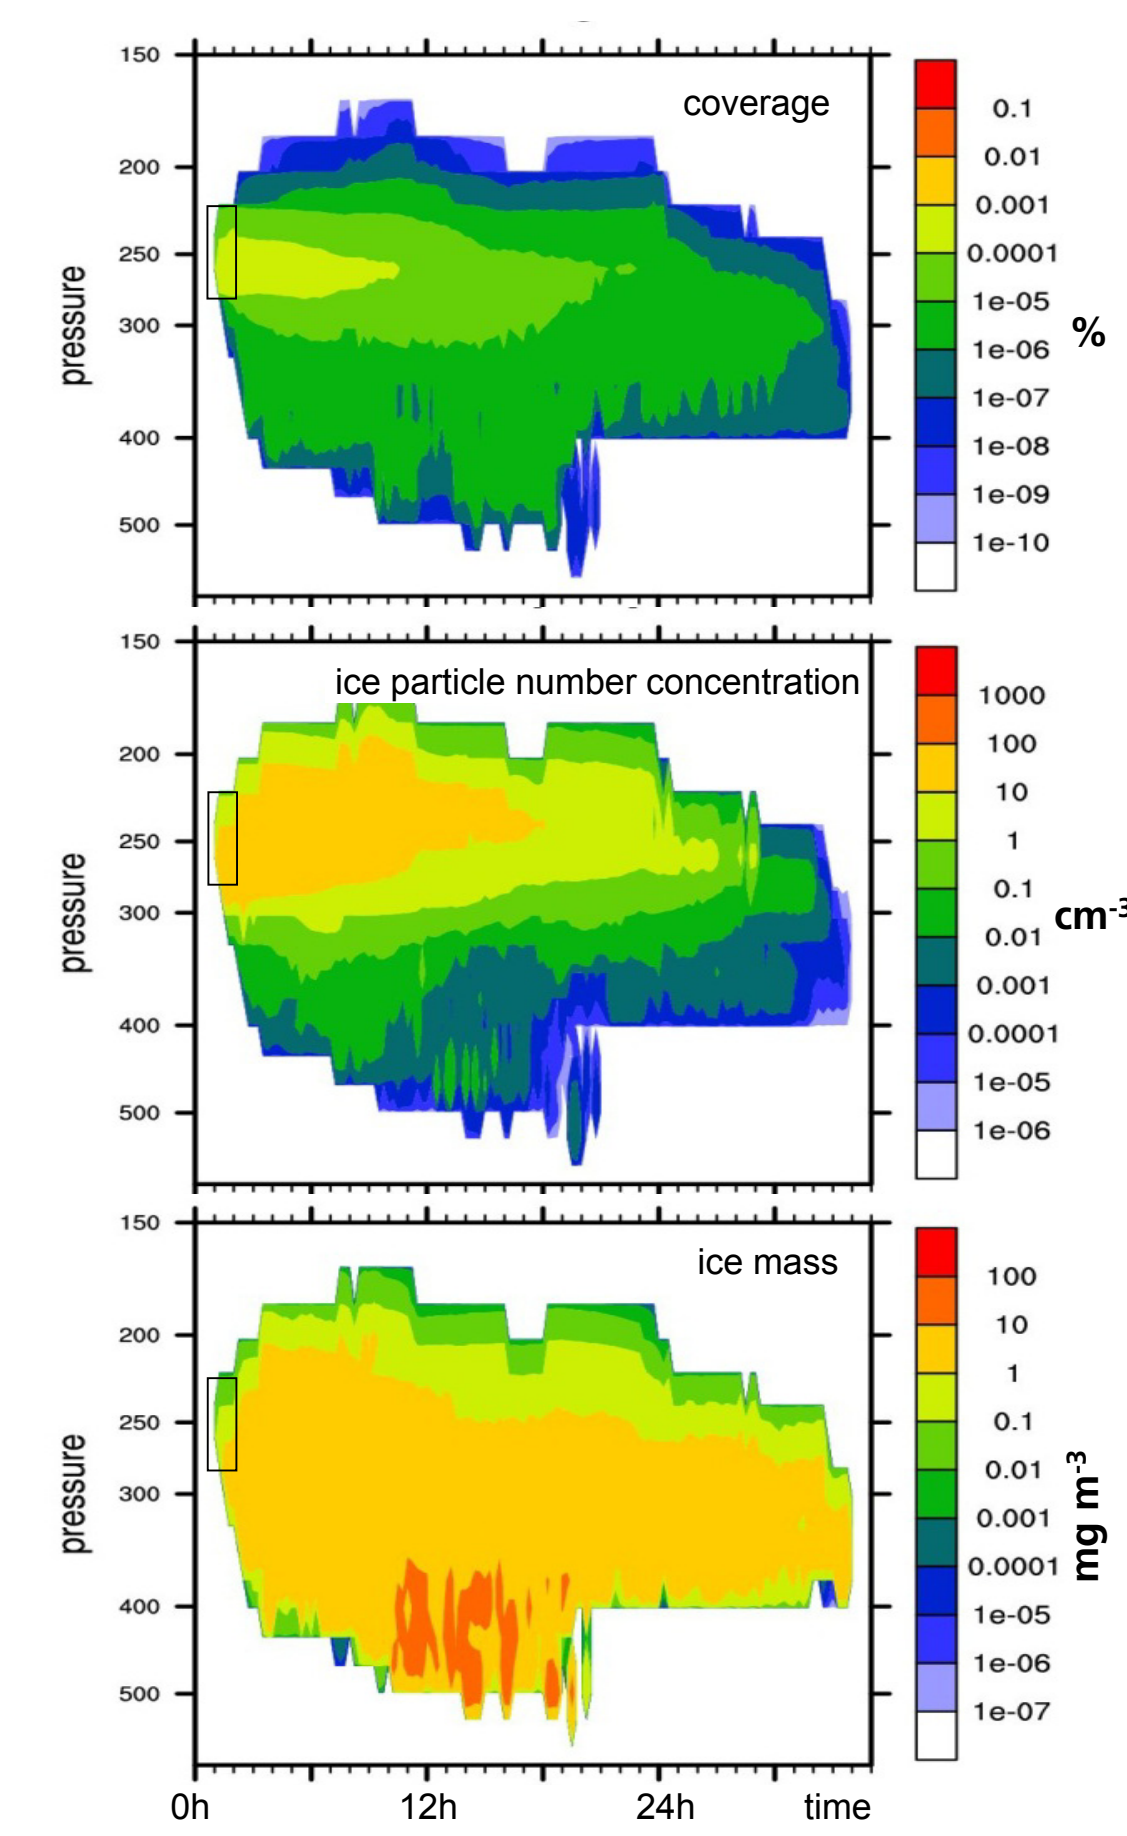 coverage
150
200
250
300
400
500
pressure
0.1
0.01
0.001
0.0001
1e-05
1e-06
1e-07
1e-08
1e-09
1e-10
%
ice particle number concentration
150
200
250
300
400
500
pressure
1000
100
10
1
0.1
0.01
0.001
0.0001
1e-05
1e-06
cm-3
ice mass
150
200
250
300
400
500
pressure
100
10
1
0.1
0.01
0.001
0.0001
1e-05
1e-06
1e-07
mg m-3
0h 12h 24h time